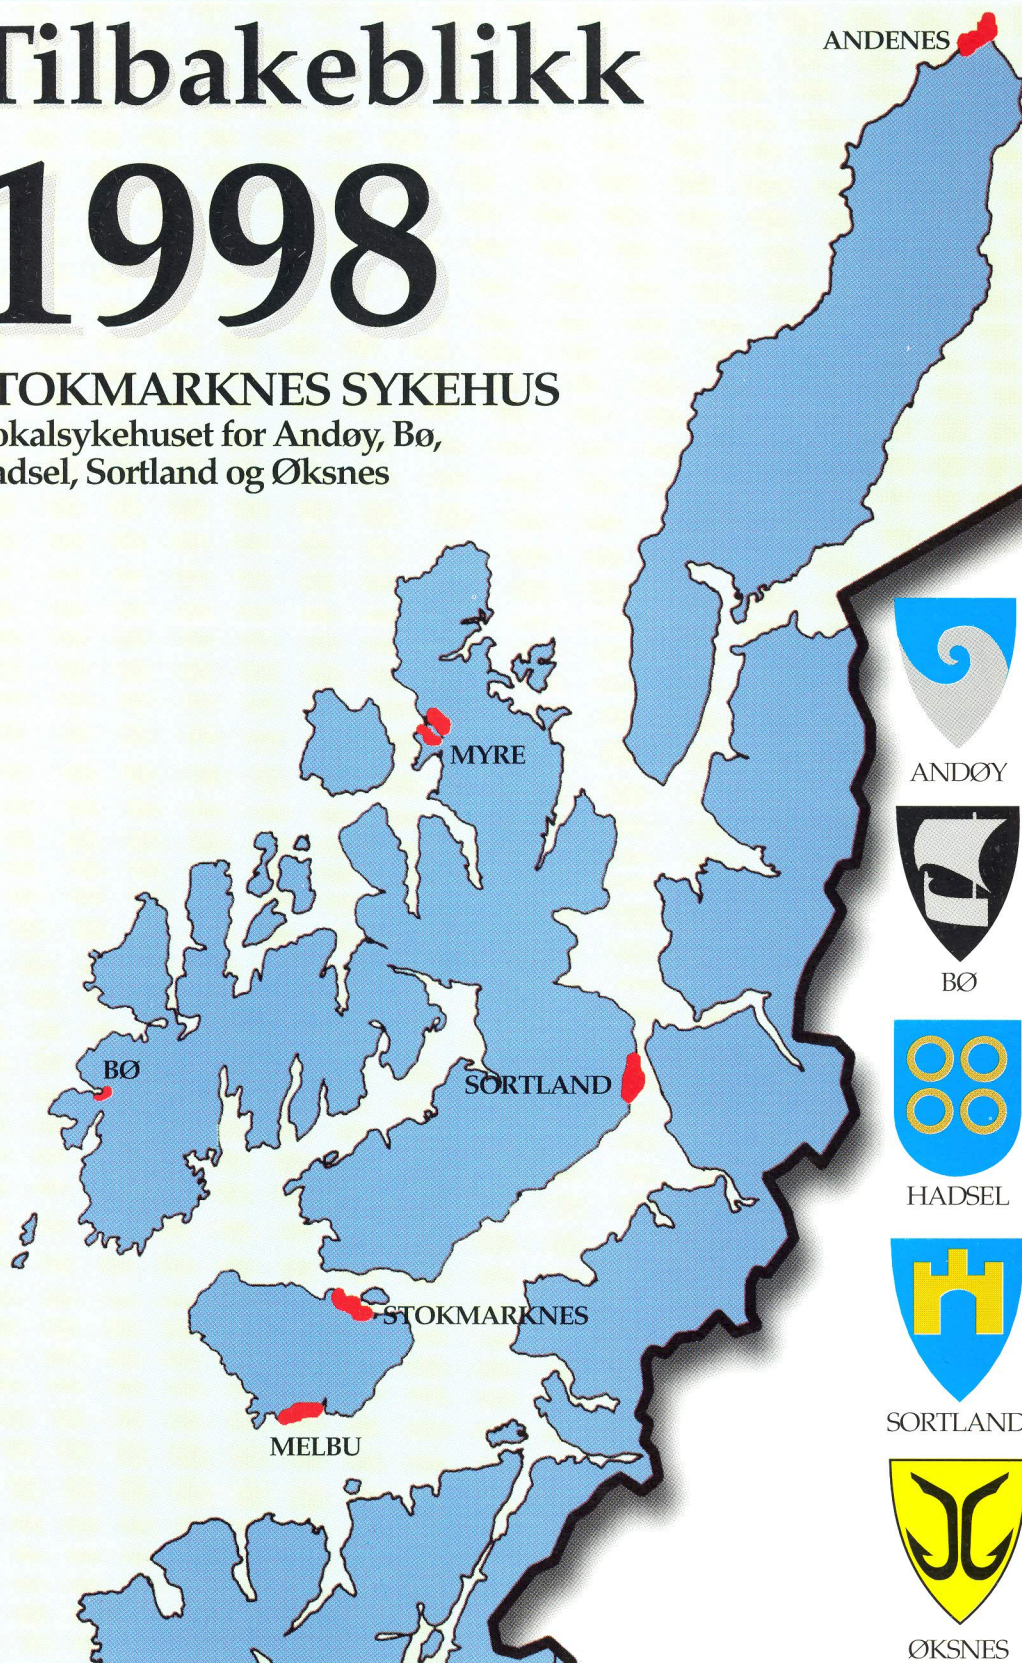 Tilbakeblikk
1998
TOKMARKNES SYKEHUS
okalsykehuset for Andøy, Bø,
adsel, Sortland og Øksnes
ANDENES
MYRE
BØ
SORTLAND
STOKMARKNES
MELBU
ANDØY
BØ
HADSEL
SORTLAND
ØKSNES